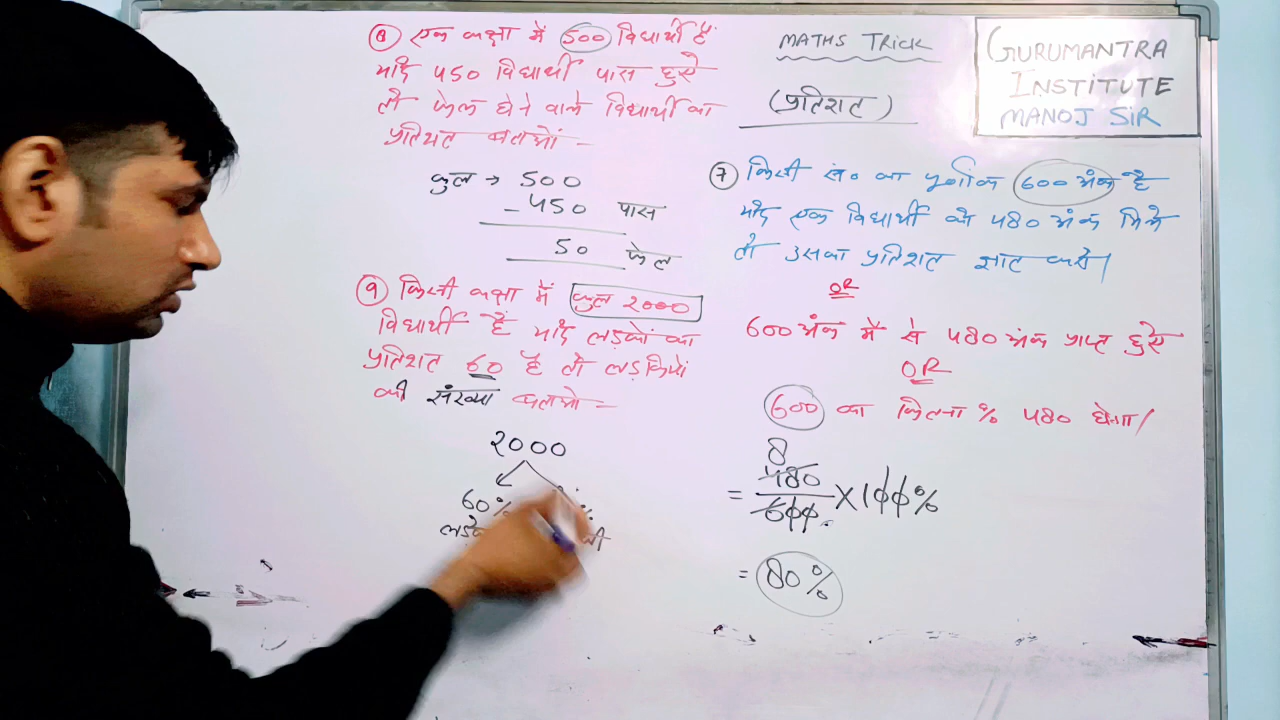 ⑧ एक कक्षा में 500 विद्यार्थी हैं
यदि 450 विद्यार्थी पास हुये
तो फेल होने वाले विद्यार्थी का
प्रतिशत बताओं -
कुल → 500
- 450 पास
50 फेल
⑨ किसी कक्षा में कुल 2000
विद्यार्थी हैं यदि लड़कों का
प्रतिशत 60 है तो लड़कियों
की संख्या बताओ -
2000
60%
%
MATHS TRICK
(प्रतिशत)
GURUMANTRA
INSTITUTE
MANOJ SIR
⑦ किसी सं० का पूर्णांक 600 अंक है
यदि एक विद्यार्थी को 480 अंक मिले
तो उसका प्रतिशत ज्ञात करो।
OR
600 अंक में से 480 अंक प्राप्त हुये
OR
600 का कितना % 480 होगा।
8
= 480/600 × 100%
= 80%